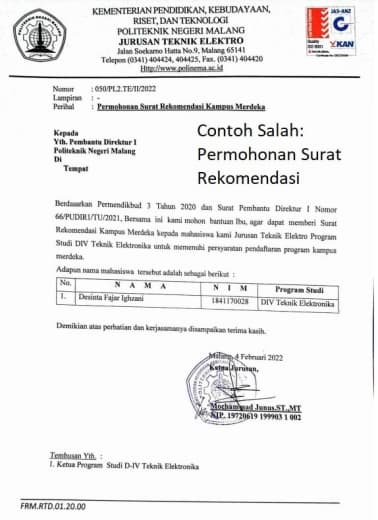 KEMENTERIAN PENDIDIKAN, KEBUDAYAAN,
RISET, DAN TEKNOLOGI
POLITEKNIK NEGERI MALANG
JURUSAN TEKNIK ELEKTRO
Jalan Soekarno Hatta No.9, Malang 65141
Telepon (0341) 404424, 404425, Fax. (0341) 404420
Http://www.polinema.ac.id
JAS-ANZ
KAN
Nomor : 050/PL2.TE/II/2022
Lampiran : -
Perihal : Permohonan Surat Rekomendasi Kampus Merdeka
Kepada
Yth. Pembantu Direktur I
Politeknik Negeri Malang
Di
Tempat
Contoh Salah:
Permohonan Surat
Rekomendasi
Berdasarkan Permendikbud 3 Tahun 2020 dan Surat Pembantu Direktur I Nomor
66/PUDIR1/TU/2021, Bersama ini kami mohon bantuan Ibu, agar dapat memberi Surat
Rekomendasi Kampus Merdeka kepada mahasiswa kami Jurusan Teknik Elektro Program
Studi DIV Teknik Elektronika untuk memenuhi persyaratan pendaftaran program kampus
merdeka.
Adapun nama mahasiswa tersebut adalah sebagai berikut :
No. N A M A N I M Program Studi
1. Desinta Fajar Ighzani 1841170028 DIV Teknik Elektronika
Demikian atas perhatian dan kerjasamanya disampaikan terima kasih.
Malang, 4 Februari 2022
Ketua Jurusan,
Mochammad Junus.ST.,MT
NIP. 19720619 199903 1 002
Tembusan Yth. :
1. Ketua Program Studi D-IV Teknik Elektronika
FRM.RTD.01.20.00